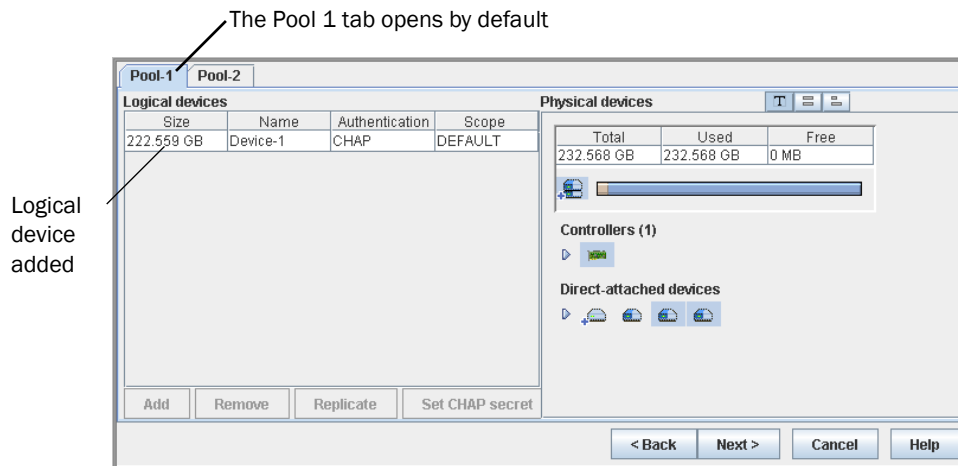 The Pool 1 tab opens by default
Pool-1 Pool-2
Logical devices
Size Name Authentication Scope
222.559 GB Device-1 CHAP DEFAULT
Logical
device
added
Add Remove Replicate Set CHAP secret
Physical devices T
Total Used Free
232.568 GB 232.568 GB 0 MB
Controllers (1)
Direct-attached devices
< Back Next > Cancel Help